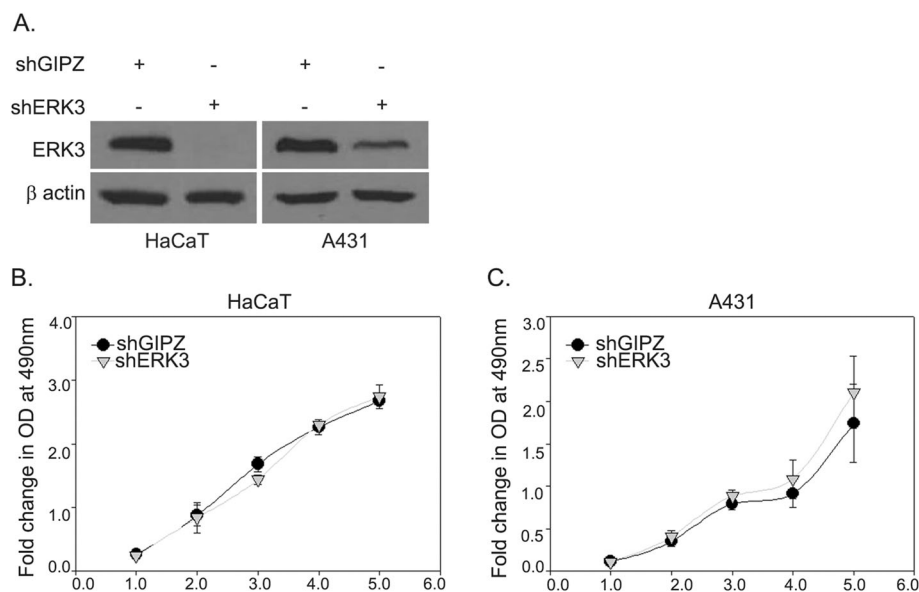 A.
shGIPZ + - + -
shERK3 - + - +
ERK3
β actin
HaCaT A431
B.
HaCaT
Fold change in OD at 490nm
4.0
3.0
2.0
1.0
0.0
shGIPZ
shERK3
0.0 1.0 2.0 3.0 4.0 5.0 6.0
C.
A431
Fold change in OD at 490nm
3.0
2.5
2.0
1.5
1.0
0.5
0.0
shGIPZ
shERK3
0.0 1.0 2.0 3.0 4.0 5.0 6.0